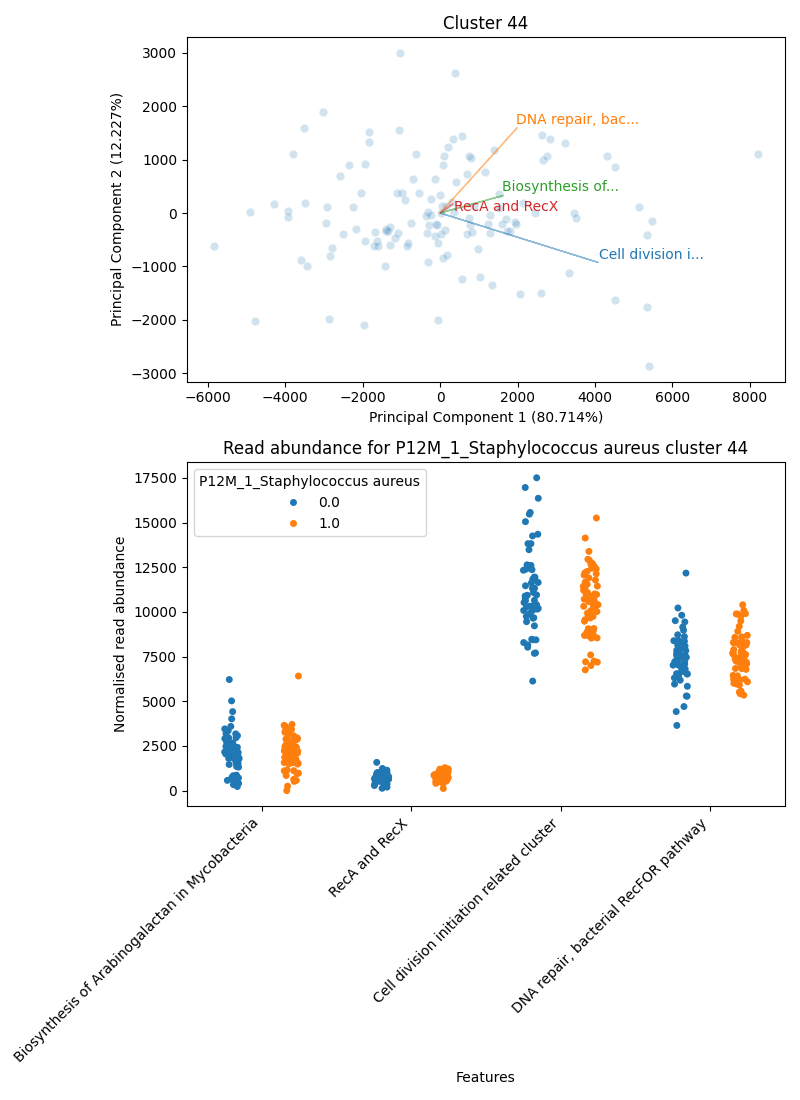 Cluster 44
3000
2000
1000
0
−1000
−2000
−3000
Principal Component 2 (12.227%)
DNA repair, bac...
Biosynthesis of...
RecA and RecX
Cell division i...
−6000 −4000 −2000 0 2000 4000 6000 8000
Principal Component 1 (80.714%)
Read abundance for P12M_1_Staphylococcus aureus cluster 44
17500
15000
12500
10000
7500
5000
2500
0
Normalised read abundance
P12M_1_Staphylococcus aureus
0.0
1.0
Biosynthesis of Arabinogalactan in Mycobacteria
RecA and RecX
Cell division initiation related cluster
DNA repair, bacterial RecFOR pathway
Features